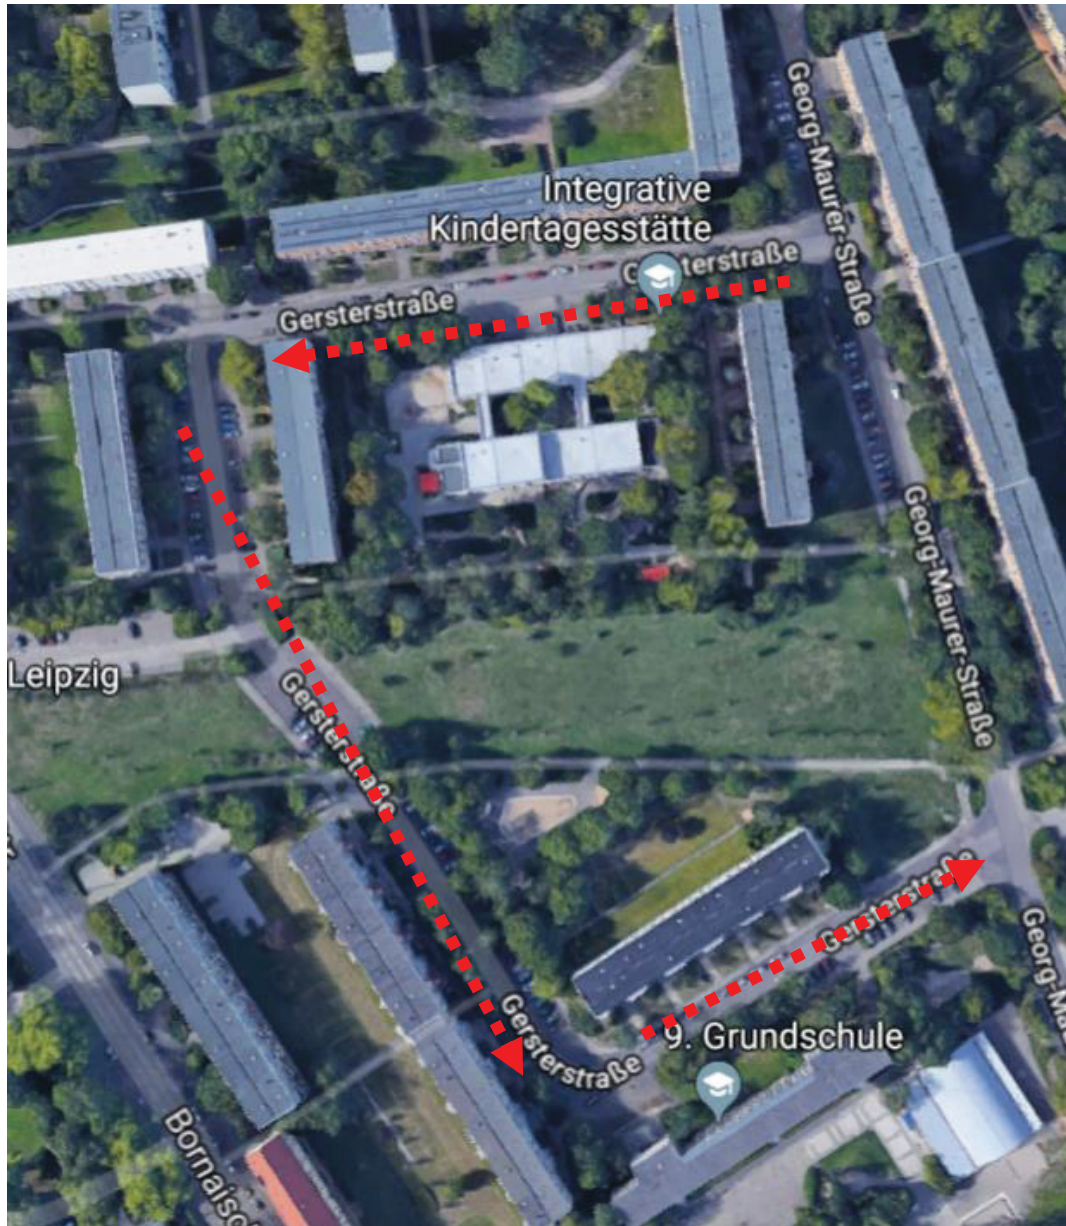 Georg-Maurer-Straße
Integrative
Kindertagesstätte
Gersterstraße
Gersterstraße
Georg-Maurer-Straße
Leipzig
Gersterstraße
Gersterstraße
Gersterstraße
9. Grundschule